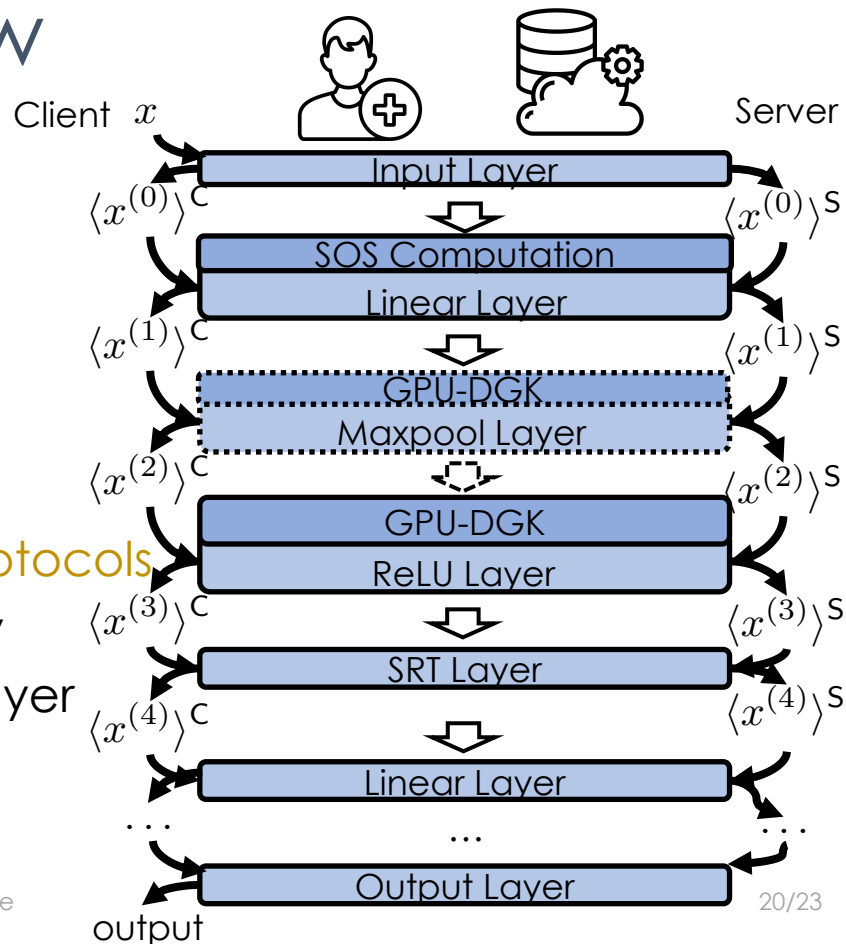 w
Client x
Server
Input Layer
⟨x^(0)⟩^C
⟨x^(0)⟩^S
SOS Computation
Linear Layer
⟨x^(1)⟩^C
⟨x^(1)⟩^S
GPU-DGK
Maxpool Layer
⟨x^(2)⟩^C
⟨x^(2)⟩^S
GPU-DGK
otocols
ReLU Layer
⟨x^(3)⟩^C
⟨x^(3)⟩^S
yer
SRT Layer
⟨x^(4)⟩^C
⟨x^(4)⟩^S
Linear Layer
... ... ...
Output Layer
e
20/23
output